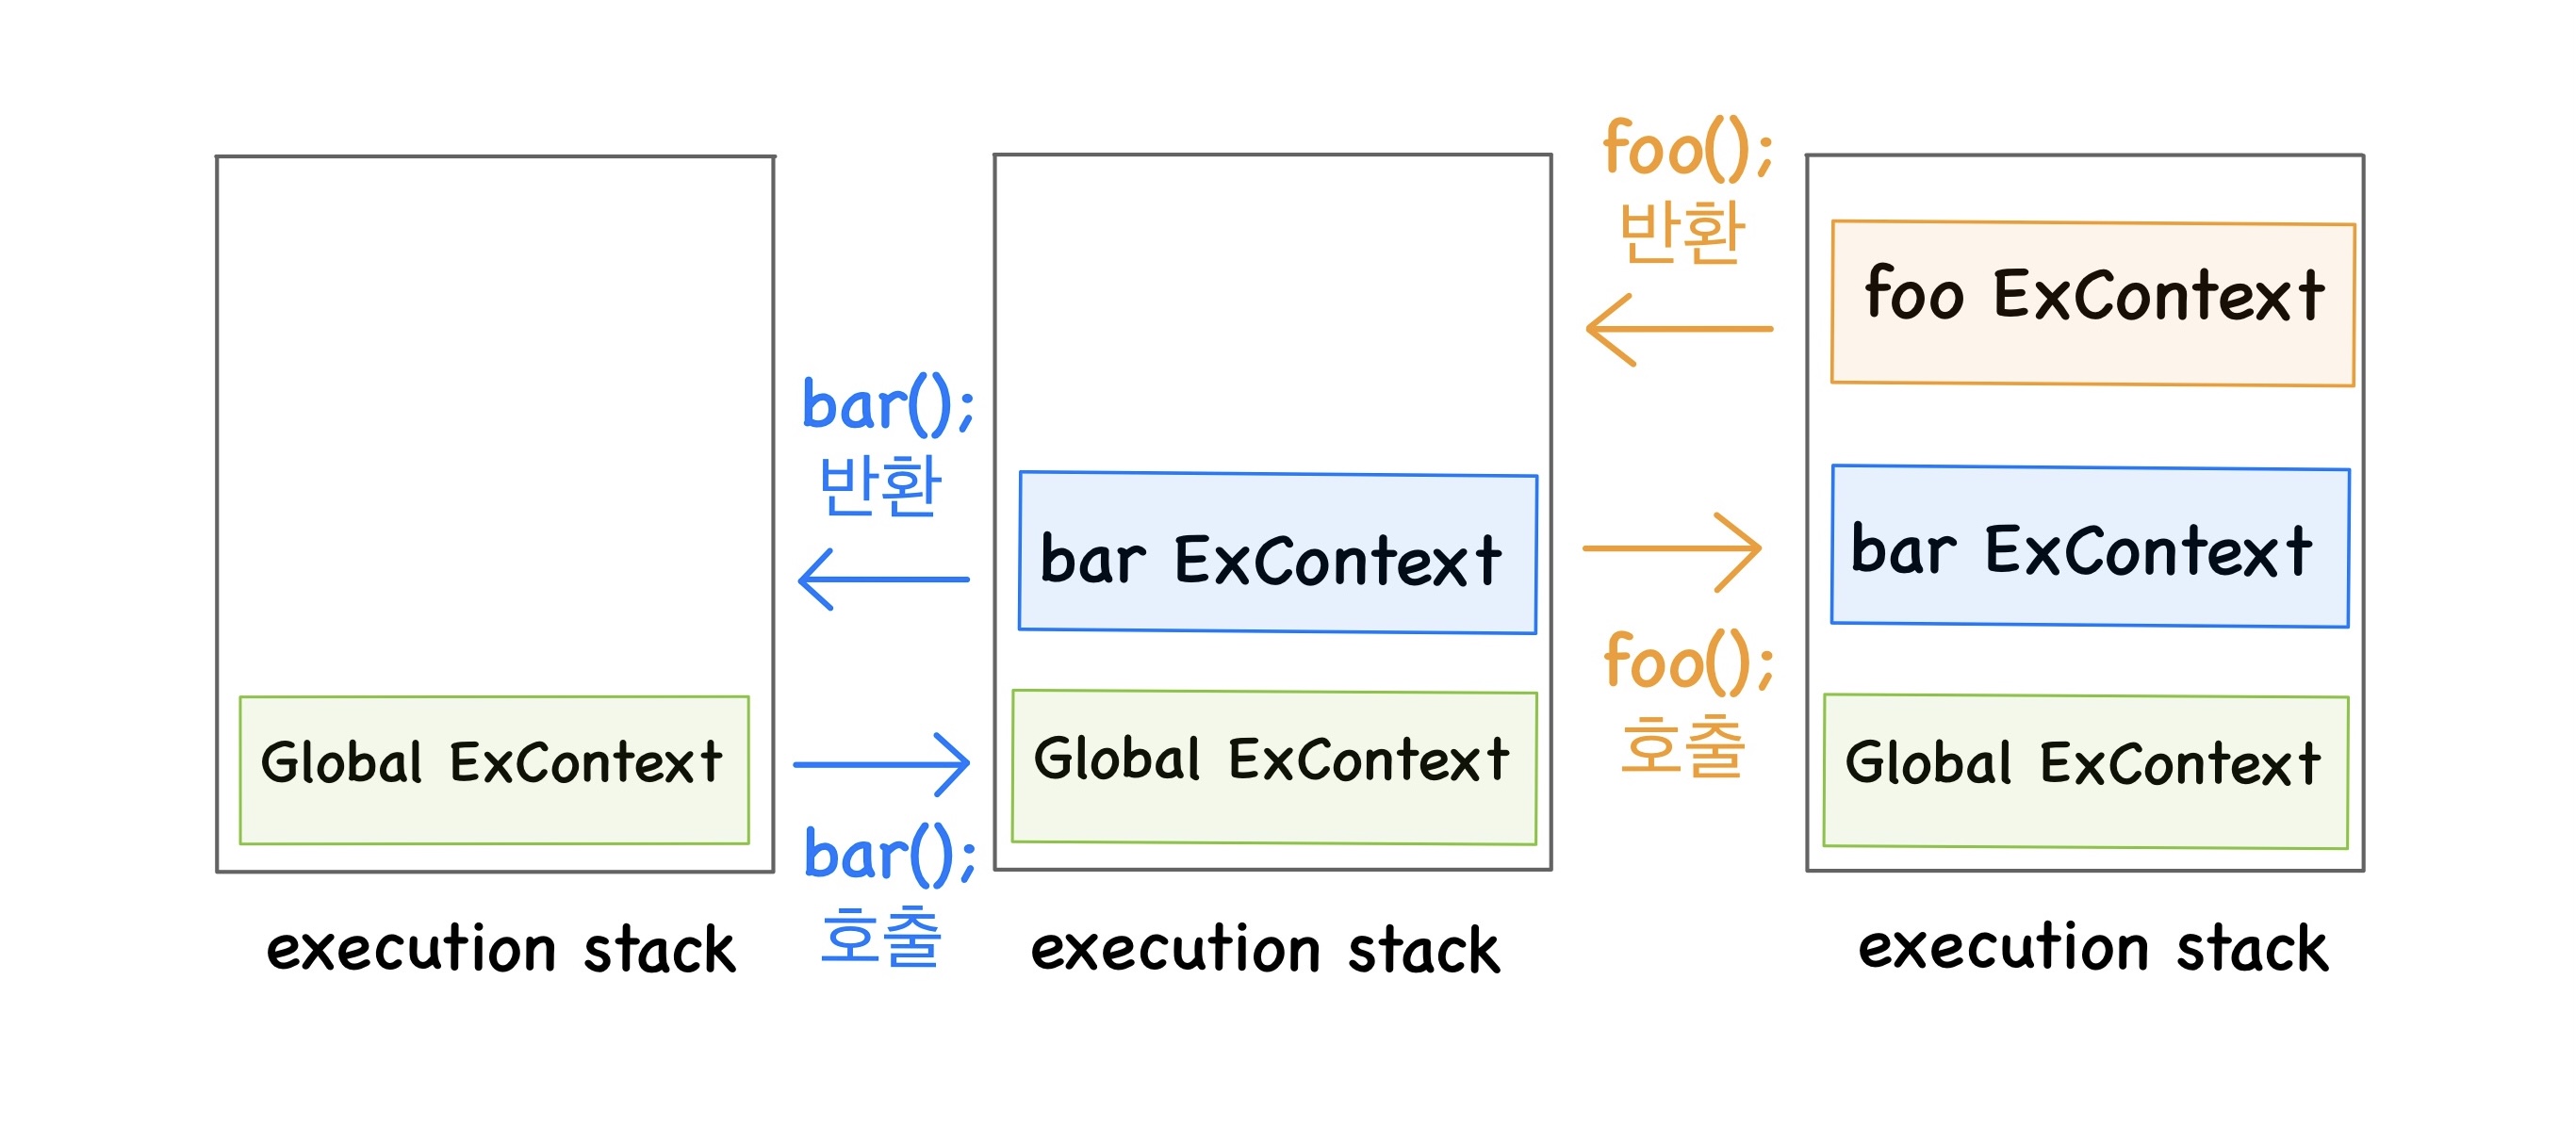 Global ExContext
execution stack
bar();
반환
bar();
호출
bar ExContext
Global ExContext
execution stack
foo();
반환
foo();
호출
foo ExContext
bar ExContext
Global ExContext
execution stack